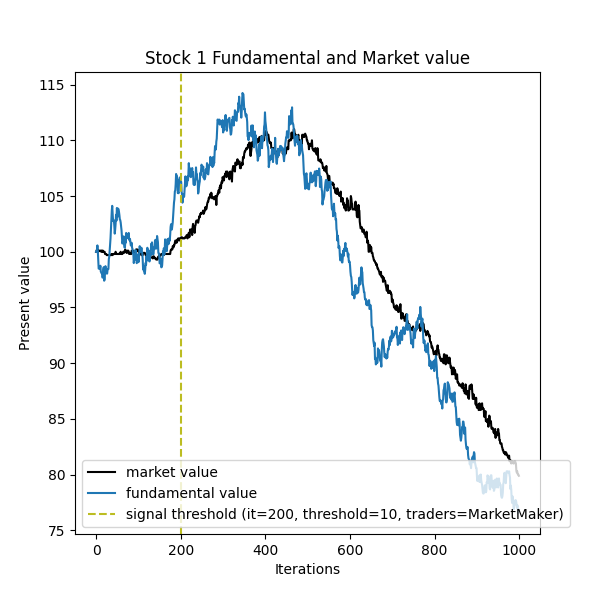 Stock 1 Fundamental and Market value
Present value
115
110
105
100
95
90
85
80
75
market value
fundamental value
signal threshold (it=200, threshold=10, traders=MarketMaker)
0 200 400 600 800 1000
Iterations